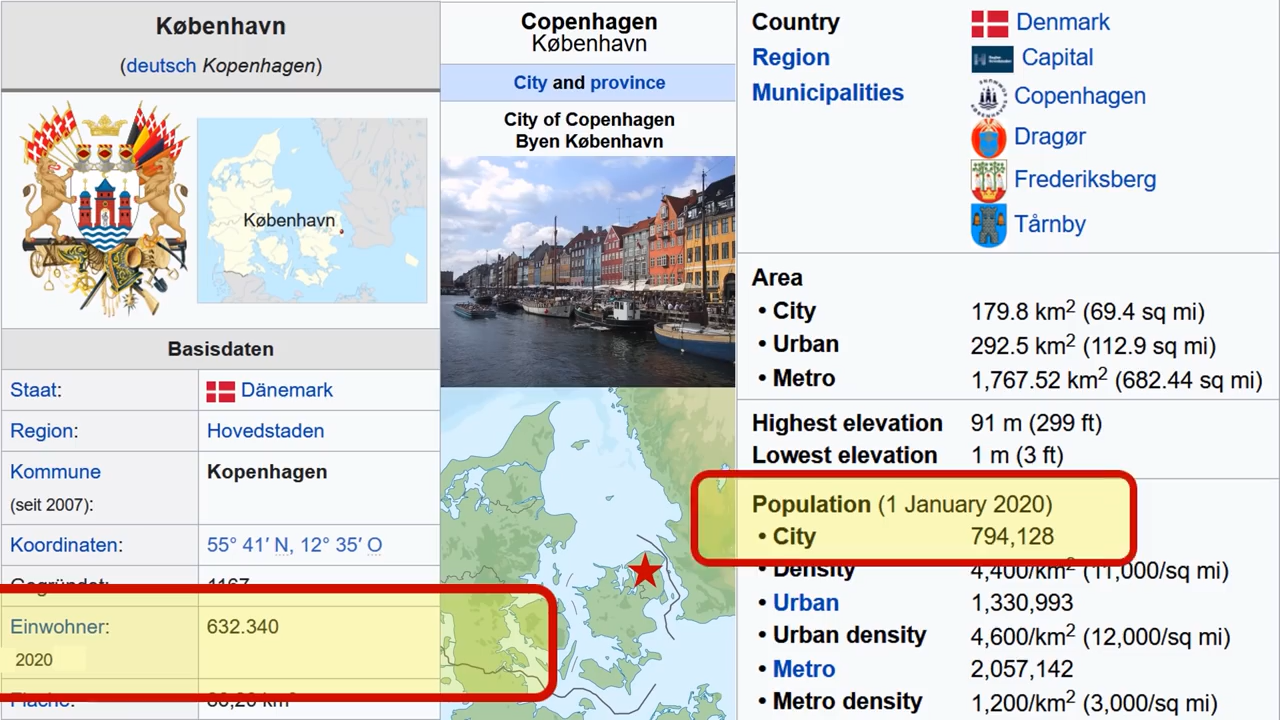 København
(deutsch Kopenhagen)
København
Basisdaten
Staat: Dänemark
Region: Hovedstaden
Kommune
(seit 2007): Kopenhagen
Koordinaten: 55° 41′ N, 12° 35′ O
Gegründet: 1167
Einwohner: 632.340
2020
Fläche:
Copenhagen
København
City and province
City of Copenhagen
Byen København
Country Denmark
Region Capital
Municipalities Copenhagen
Dragør
Frederiksberg
Tårnby
Area
• City 179.8 km2 (69.4 sq mi)
• Urban 292.5 km2 (112.9 sq mi)
• Metro 1,767.52 km2 (682.44 sq mi)
Highest elevation 91 m (299 ft)
Lowest elevation 1 m (3 ft)
Population (1 January 2020)
• City 794,128
• Density 4,400/km2 (11,000/sq mi)
• Urban 1,330,993
• Urban density 4,600/km2 (12,000/sq mi)
• Metro 2,057,142
• Metro density 1,200/km2 (3,000/sq mi)